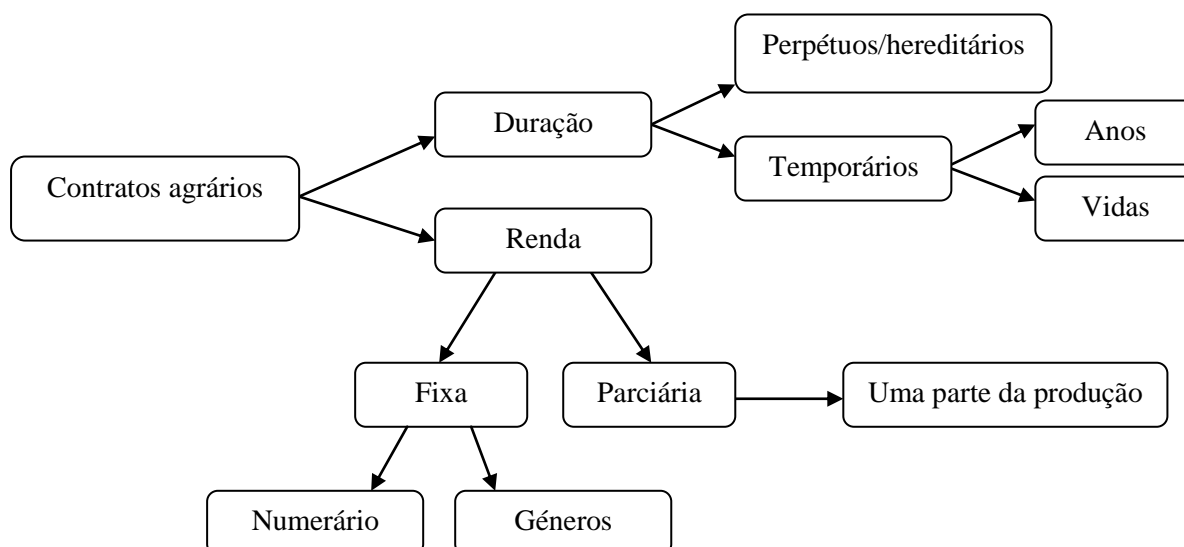 Perpétuos/hereditários
Duração
Anos
Temporários
Contratos agrários
Vidas
Renda
Fixa
Parciária
Uma parte da produção
Numerário
Géneros